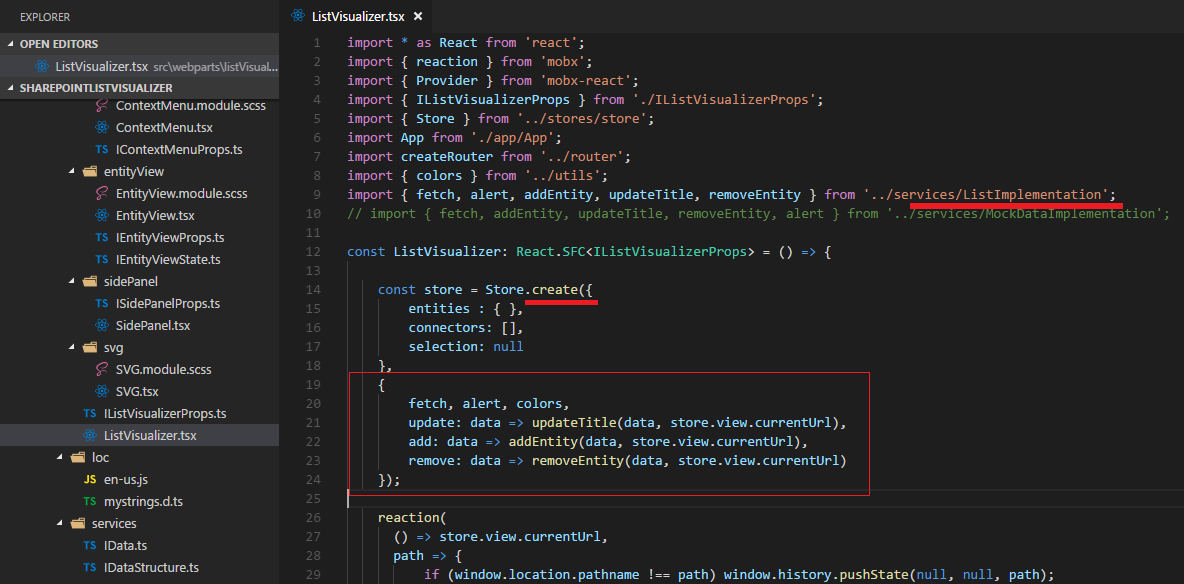 EXPLORER
OPEN EDITORS
ListVisualizer.tsx src\webparts\listVisual...
SHAREPOINTLISTVISUALIZER
ContextMenu.module.scss
ContextMenu.tsx
TS IContextMenuProps.ts
entityView
EntityView.module.scss
EntityView.tsx
TS IEntityViewProps.ts
TS IEntityViewState.ts
sidePanel
TS ISidePanelProps.ts
SidePanel.tsx
svg
SVG.module.scss
SVG.tsx
TS IListVisualizerProps.ts
ListVisualizer.tsx
loc
JS en-us.js
TS mystrings.d.ts
services
TS IData.ts
TS IDataStructure.ts
ListVisualizer.tsx ×
1 import * as React from 'react';
2 import { reaction } from 'mobx';
3 import { Provider } from 'mobx-react';
4 import { IListVisualizerProps } from './IListVisualizerProps';
5 import { Store } from '../stores/store';
6 import App from './app/App';
7 import createRouter from '../router';
8 import { colors } from '../utils';
9 import { fetch, alert, addEntity, updateTitle, removeEntity } from '../services/ListImplementation';
10 // import { fetch, addEntity, updateTitle, removeEntity, alert } from '../services/MockDataImplementation';
11
12 const ListVisualizer: React.SFC<IListVisualizerProps> = () => {
13
14 const store = Store.create({
15 entities : { },
16 connectors: [],
17 selection: null
18 },
19 {
20 fetch, alert, colors,
21 update: data => updateTitle(data, store.view.currentUrl),
22 add: data => addEntity(data, store.view.currentUrl),
23 remove: data => removeEntity(data, store.view.currentUrl)
24 });
25
26 reaction(
27 () => store.view.currentUrl,
28 path => {
29 if (window.location.pathname !== path) window.history.pushState(null, null, path);